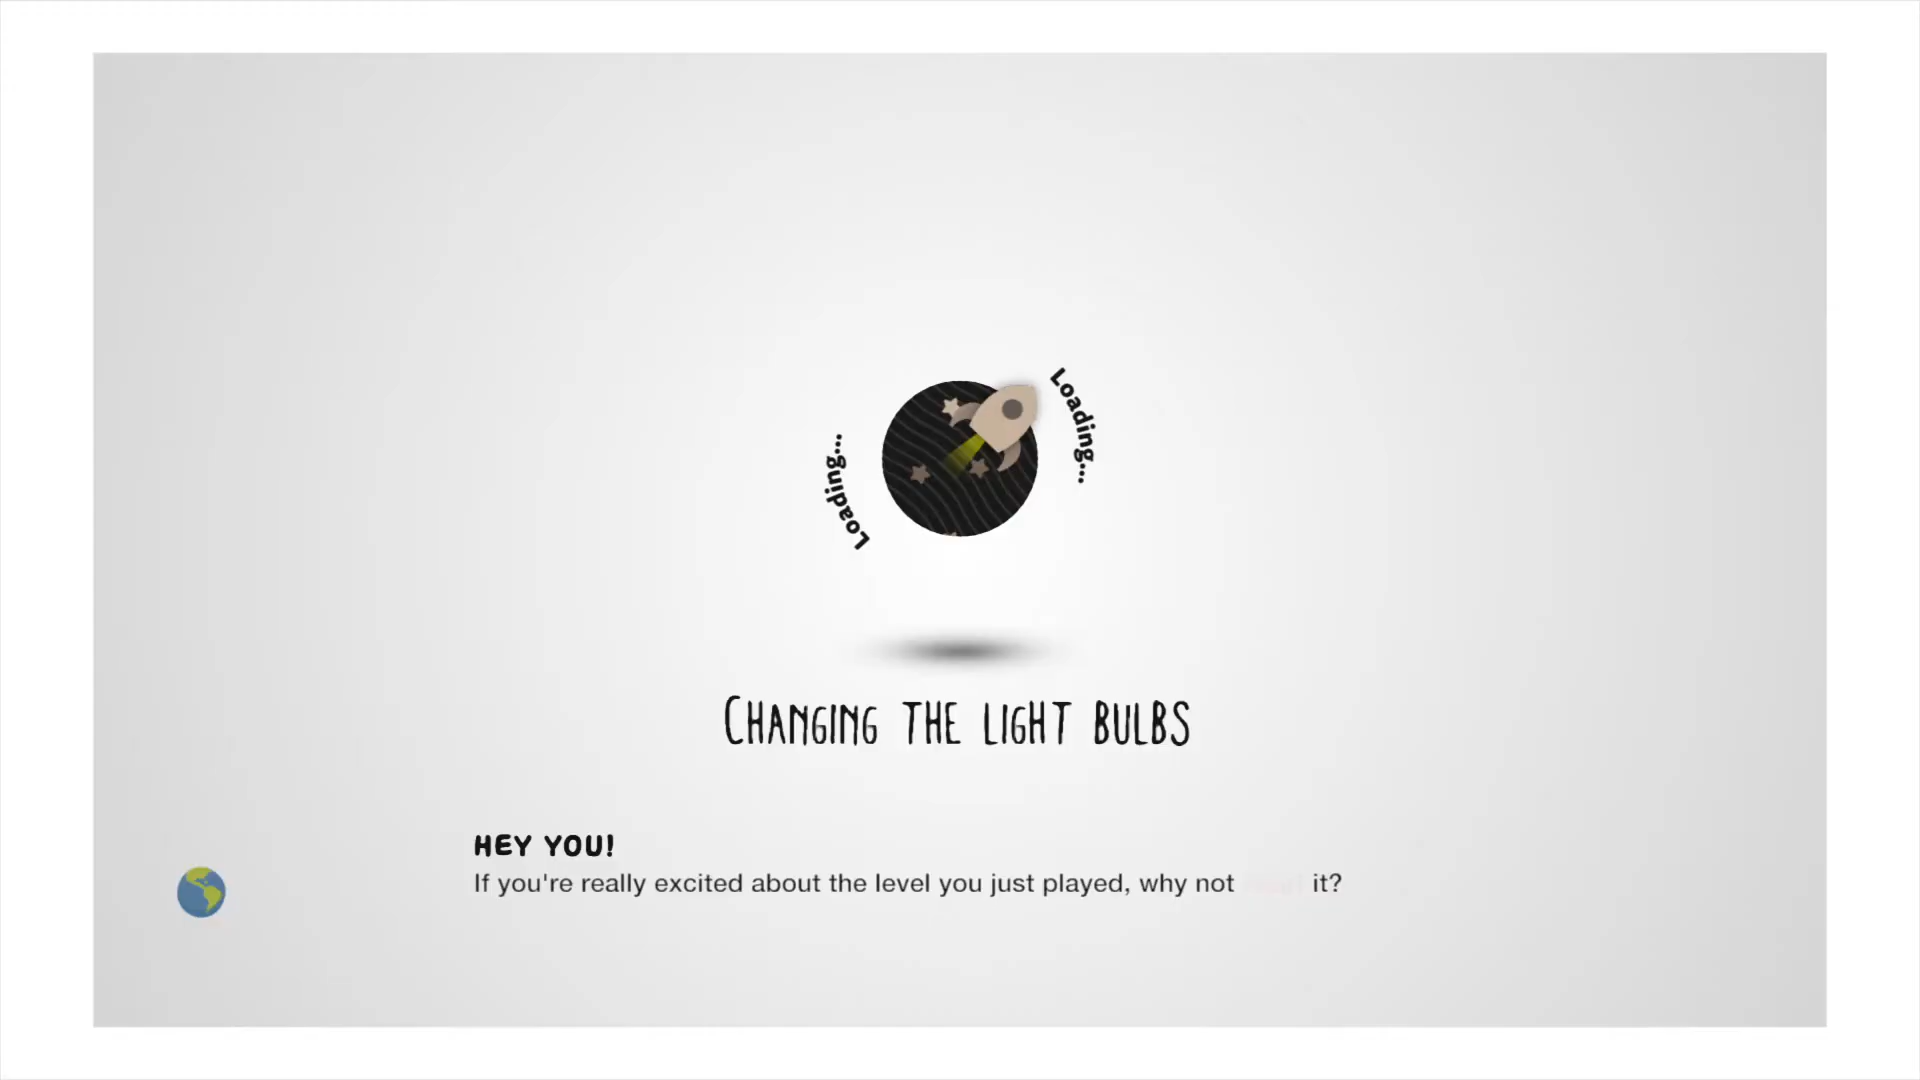 Loading...
Loading...
CHANGING THE LIGHT BULBS
HEY YOU!
If you're really excited about the level you just played, why not it?